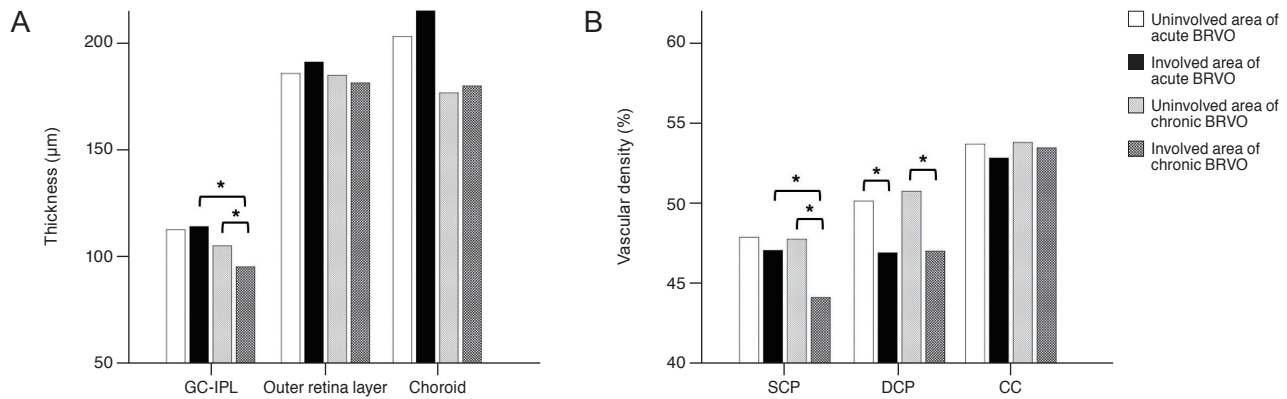 A
Thickness (μm)
200
150
100
50
*
*
GC-IPL
Outer retina layer
Choroid
B
Vascular density (%)
60
55
50
45
40
*
*
*
*
SCP
DCP
CC
Uninvolved area of
acute BRVO
Involved area of
acute BRVO
Uninvolved area of
chronic BRVO
Involved area of
chronic BRVO